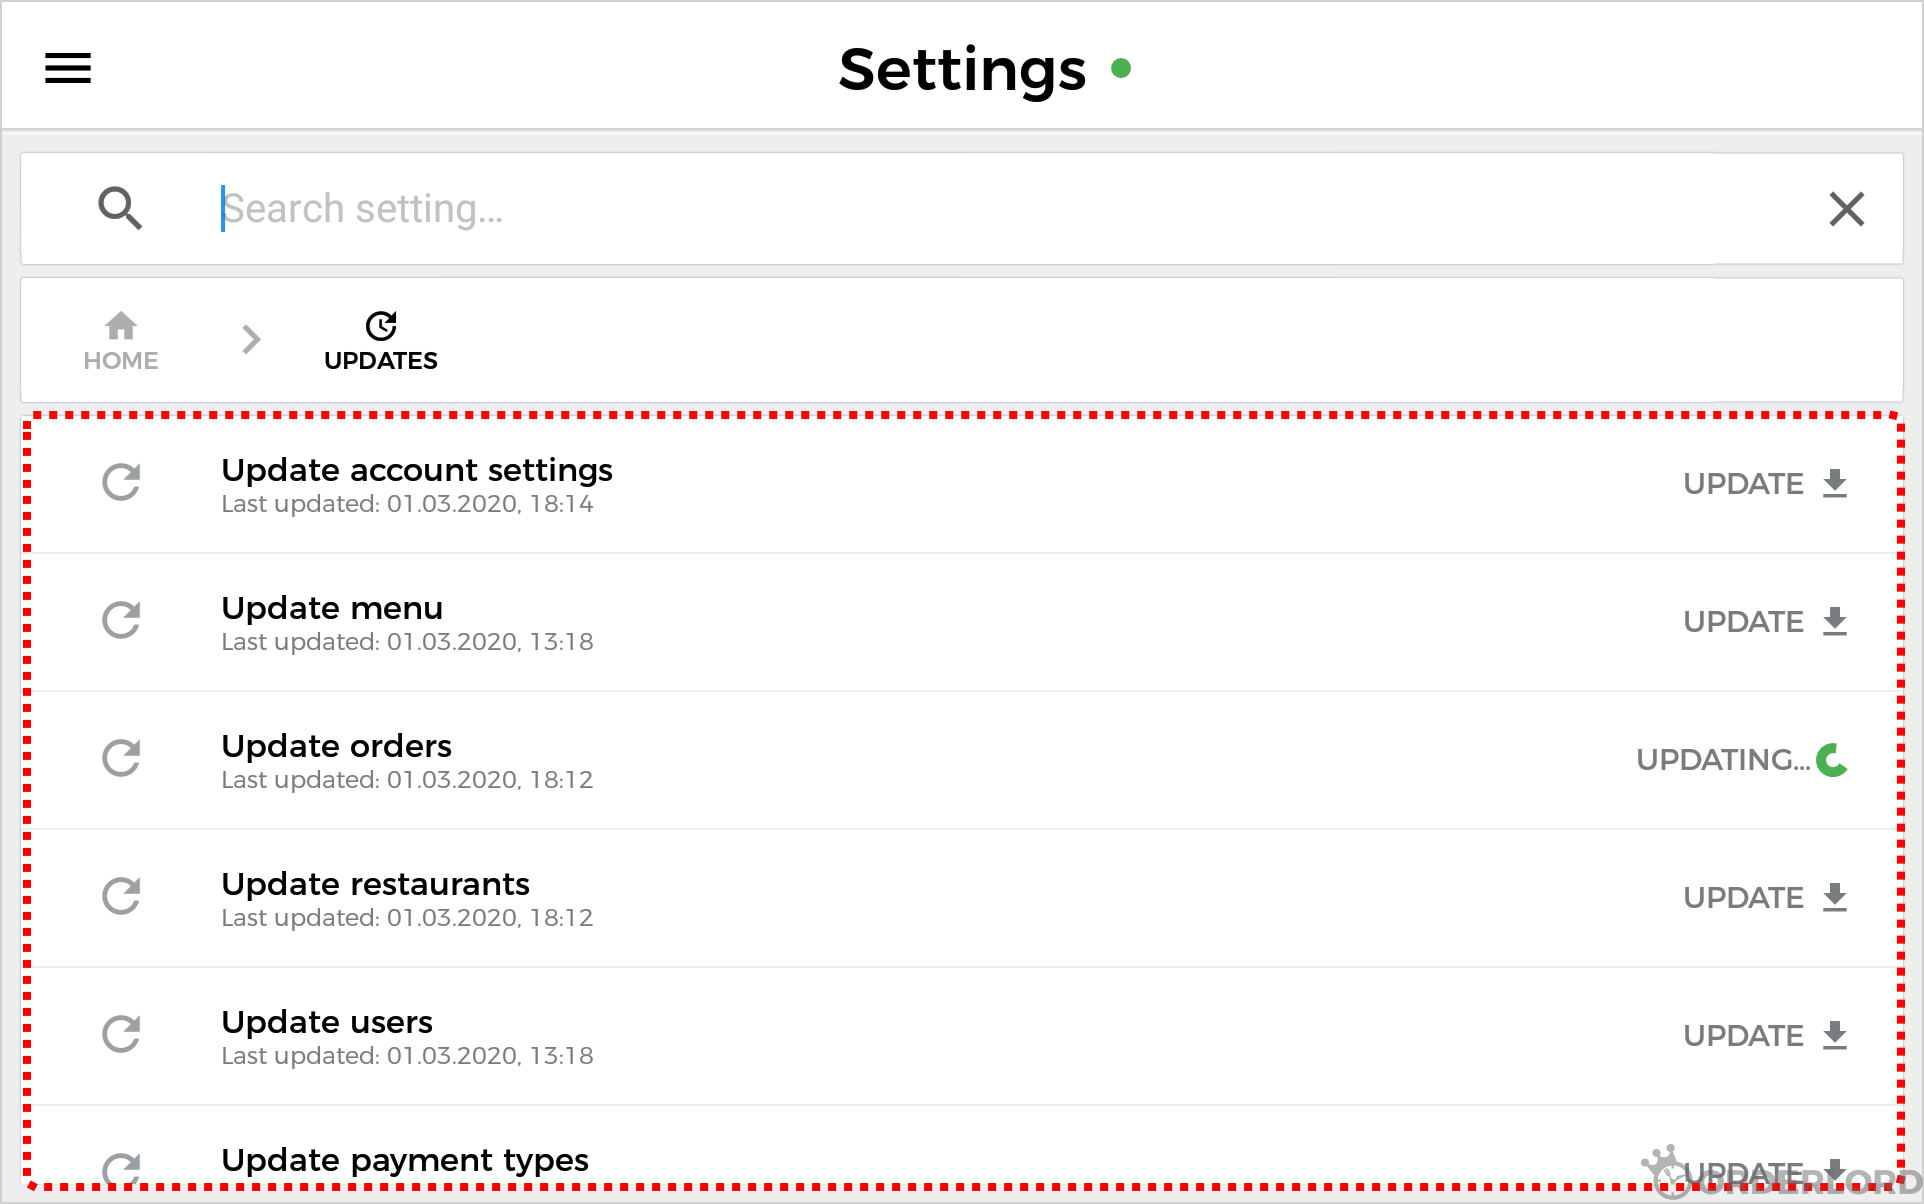 Settings
Search setting...
HOME
UPDATES
Update account settings
Last updated: 01.03.2020, 18:14
UPDATE
Update menu
Last updated: 01.03.2020, 13:18
UPDATE
Update orders
Last updated: 01.03.2020, 18:12
UPDATING...
Update restaurants
Last updated: 01.03.2020, 18:12
UPDATE
Update users
Last updated: 01.03.2020, 13:18
UPDATE
Update payment types
UPDATE
ORDERLORD